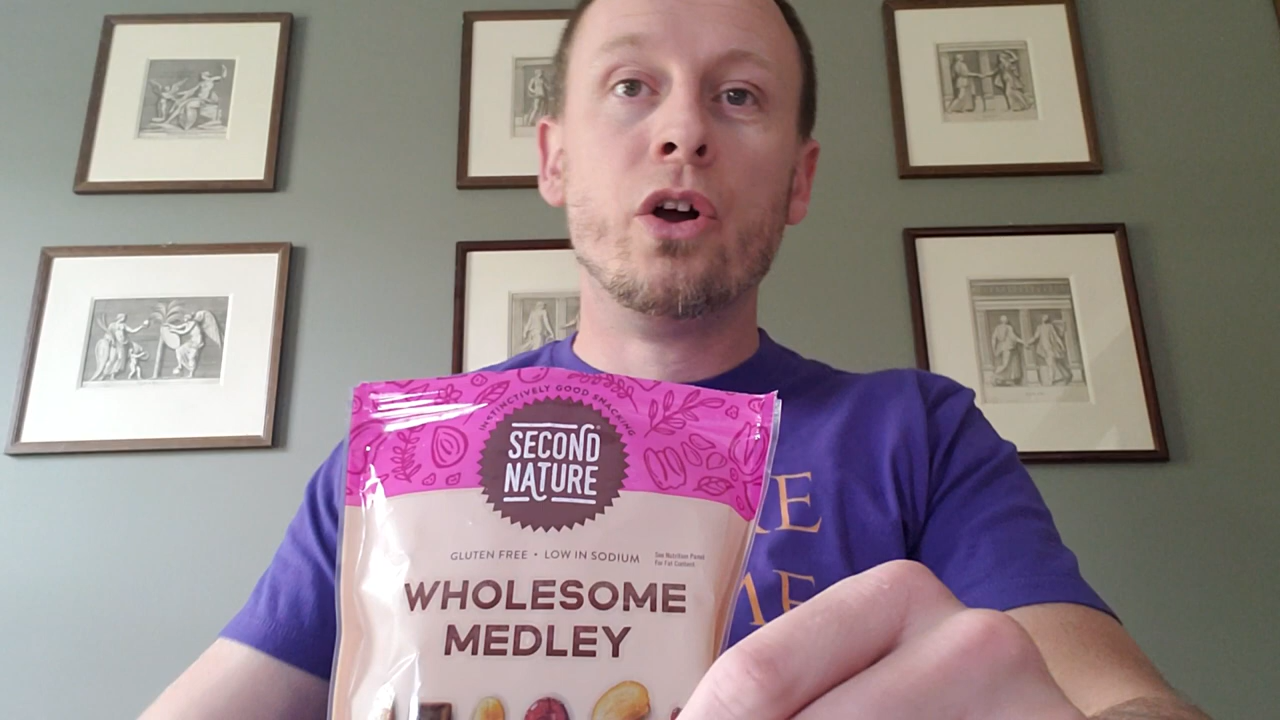 INSTINCTIVELY GOOD SNACKING
SECOND
NATURE
GLUTEN FREE • LOW IN SODIUM
See Nutrition Panel
For Fat Content.
WHOLESOME
MEDLEY